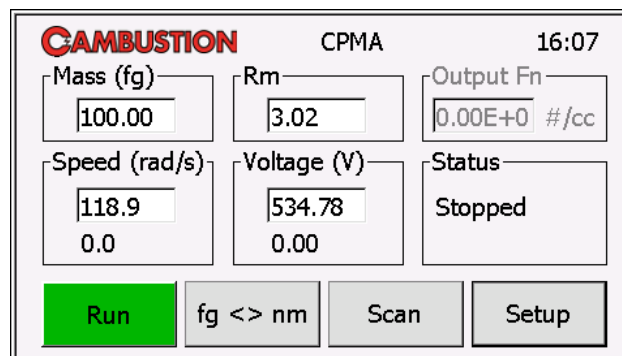 CAMBUSTION CPMA 16:07
Mass (fg) Rm Output Fn
100.00 3.02 0.00E+0 #/cc
Speed (rad/s) Voltage (V) Status
118.9 534.78 Stopped
0.0 0.00
Run fg <> nm Scan Setup